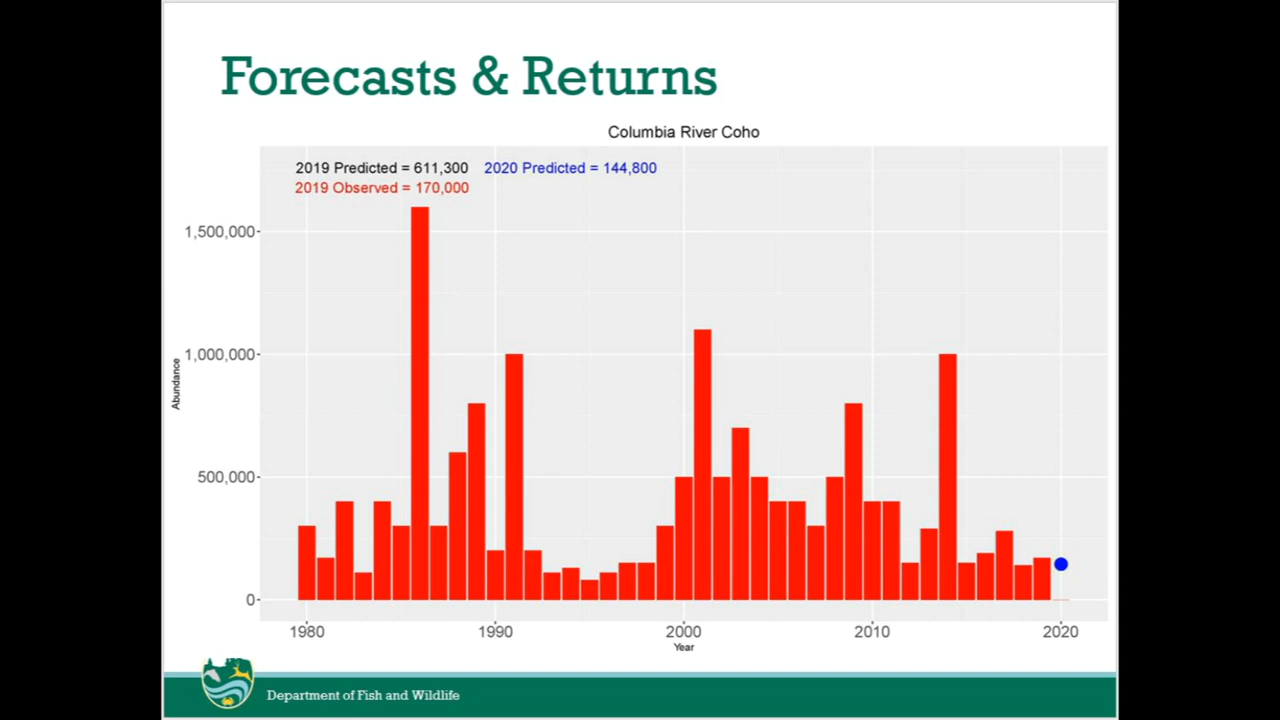 Forecasts & Returns
Columbia River Coho
2019 Predicted = 611,300 2020 Predicted = 144,800
2019 Observed = 170,000
1,500,000
1,000,000
500,000
0
Abundance
1980 1990 2000 2010 2020
Year
Department of Fish and Wildlife